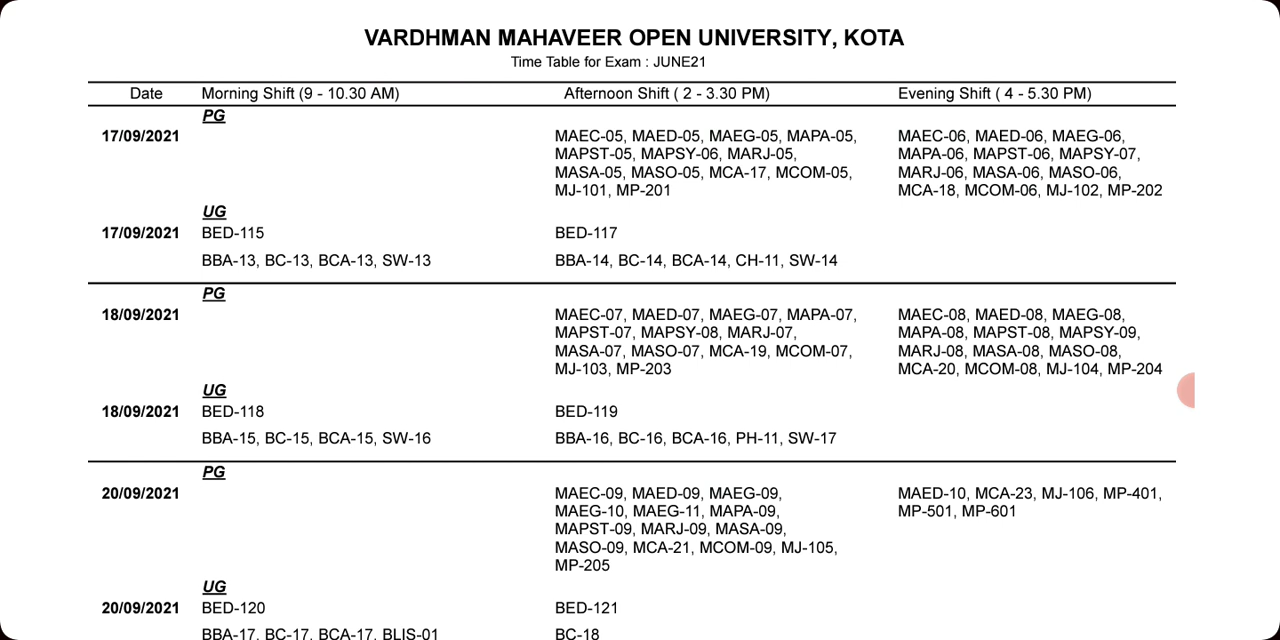 VARDHMAN MAHAVEER OPEN UNIVERSITY, KOTA
Time Table for Exam : JUNE21
Date Morning Shift (9 - 10.30 AM) Afternoon Shift ( 2 - 3.30 PM) Evening Shift ( 4 - 5.30 PM)
PG
17/09/2021 MAEC-05, MAED-05, MAEG-05, MAPA-05, MAEC-06, MAED-06, MAEG-06,
MAPST-05, MAPSY-06, MARJ-05, MAPA-06, MAPST-06, MAPSY-07,
MASA-05, MASO-05, MCA-17, MCOM-05, MARJ-06, MASA-06, MASO-06,
MJ-101, MP-201 MCA-18, MCOM-06, MJ-102, MP-202
UG
17/09/2021 BED-115 BED-117
BBA-13, BC-13, BCA-13, SW-13 BBA-14, BC-14, BCA-14, CH-11, SW-14
PG
18/09/2021 MAEC-07, MAED-07, MAEG-07, MAPA-07, MAEC-08, MAED-08, MAEG-08,
MAPST-07, MAPSY-08, MARJ-07, MAPA-08, MAPST-08, MAPSY-09,
MASA-07, MASO-07, MCA-19, MCOM-07, MARJ-08, MASA-08, MASO-08,
MJ-103, MP-203 MCA-20, MCOM-08, MJ-104, MP-204
UG
18/09/2021 BED-118 BED-119
BBA-15, BC-15, BCA-15, SW-16 BBA-16, BC-16, BCA-16, PH-11, SW-17
PG
20/09/2021 MAEC-09, MAED-09, MAEG-09, MAED-10, MCA-23, MJ-106, MP-401,
MAEG-10, MAEG-11, MAPA-09, MP-501, MP-601
MAPST-09, MARJ-09, MASA-09,
MASO-09, MCA-21, MCOM-09, MJ-105,
MP-205
UG
20/09/2021 BED-120 BED-121
BBA-17, BC-17, BCA-17, BLIS-01 BC-18